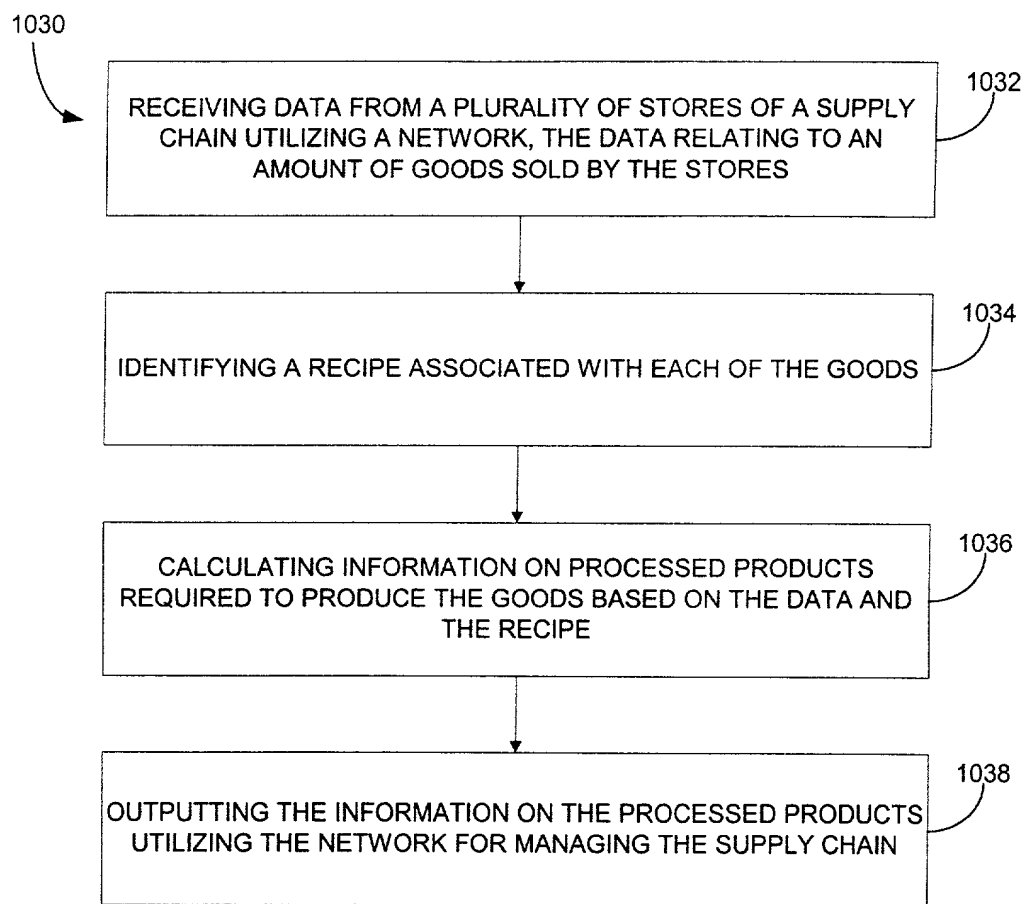 1030
1032
RECEIVING DATA FROM A PLURALITY OF STORES OF A SUPPLY
CHAIN UTILIZING A NETWORK, THE DATA RELATING TO AN
AMOUNT OF GOODS SOLD BY THE STORES
1034
IDENTIFYING A RECIPE ASSOCIATED WITH EACH OF THE GOODS
1036
CALCULATING INFORMATION ON PROCESSED PRODUCTS
REQUIRED TO PRODUCE THE GOODS BASED ON THE DATA AND
THE RECIPE
1038
OUTPUTTING THE INFORMATION ON THE PROCESSED PRODUCTS
UTILIZING THE NETWORK FOR MANAGING THE SUPPLY CHAIN